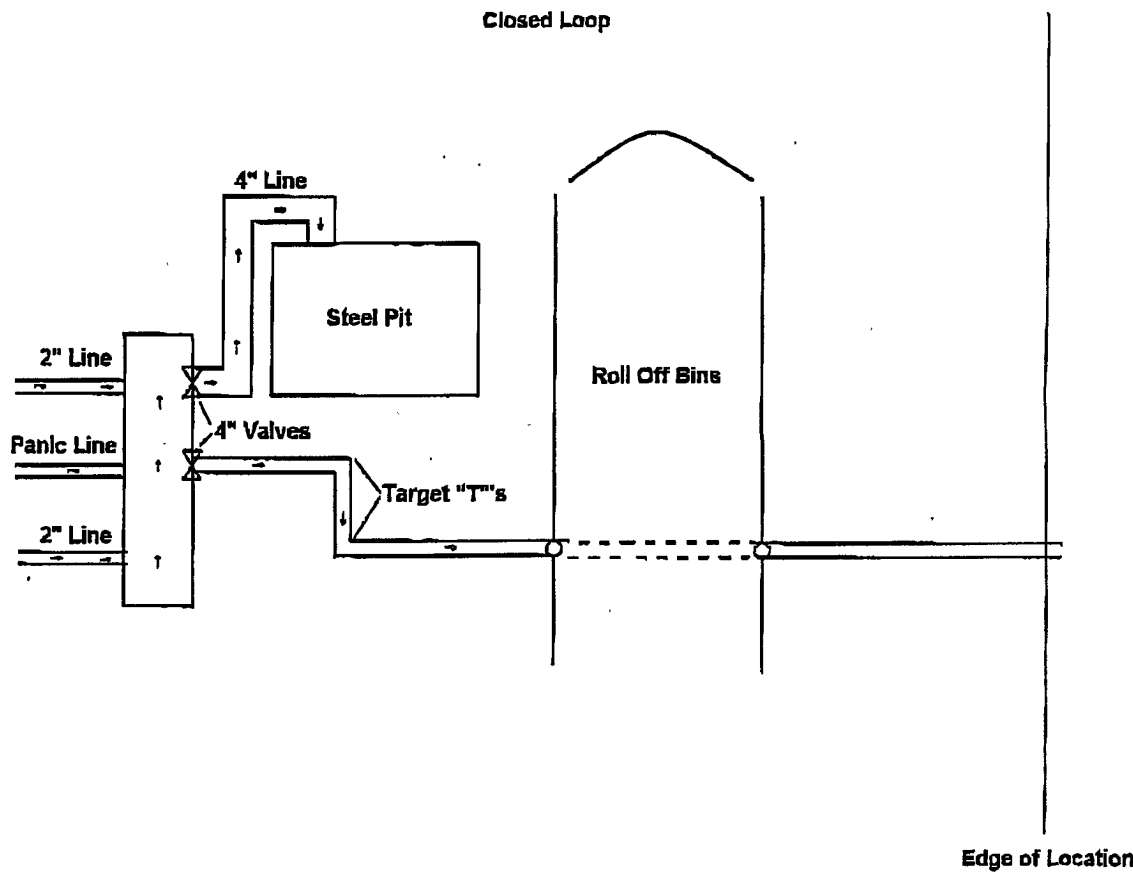 Closed Loop
4" Line
Steel Pit
2" Line
Roll Off Bins
4" Valves
Panic Line
Target "T"'s
2" Line
Edge of Location